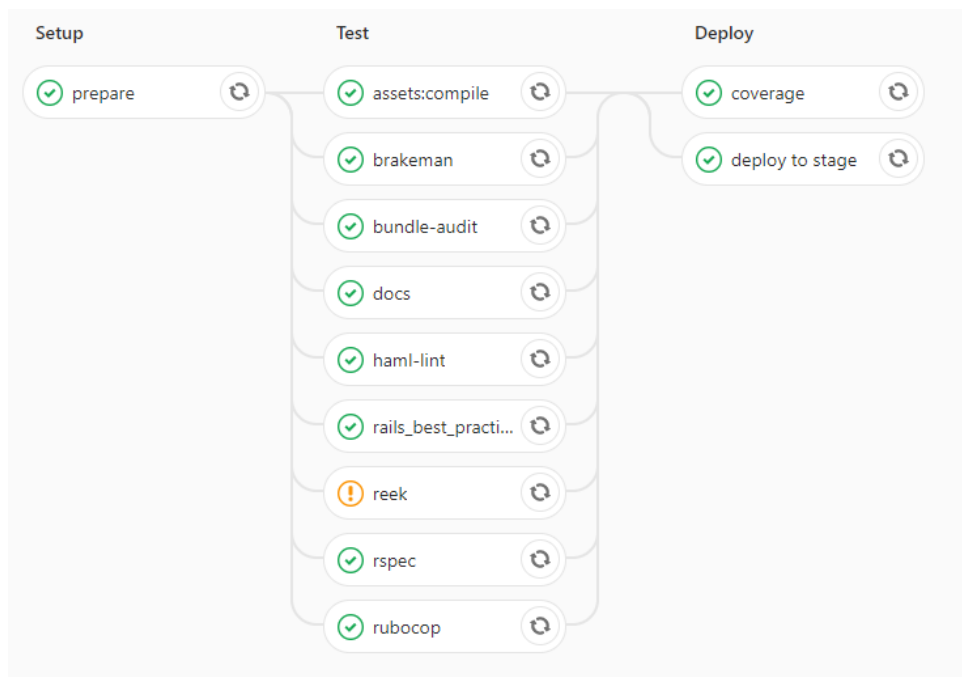 Setup
prepare
Test
assets:compile
brakeman
bundle-audit
docs
haml-lint
rails_best_practi...
reek
rspec
rubocop
Deploy
coverage
deploy to stage